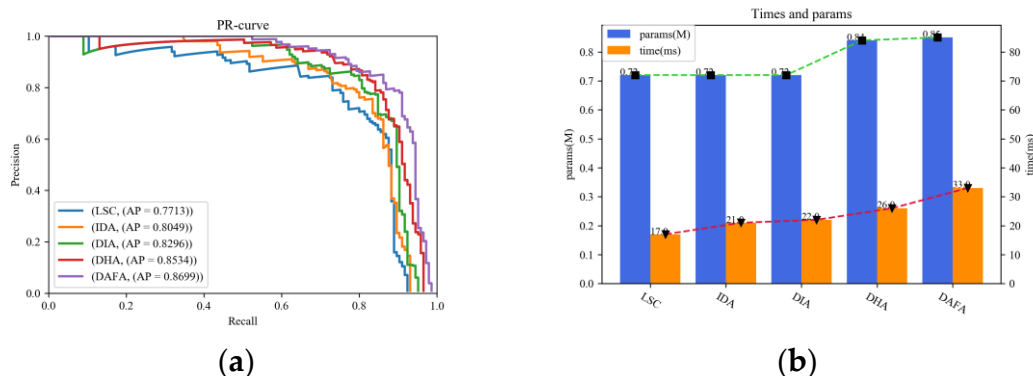 PR-curve
1.0
0.8
0.6
0.4
0.2
0.0
Precision
0.0
0.2
0.4
0.6
0.8
1.0
Recall
(LSC, (AP = 0.7713))
(IDA, (AP = 0.8049))
(DIA, (AP = 0.8296))
(DHA, (AP = 0.8534))
(DAFA, (AP = 0.8699))
(a)
Times and params
params(M)
time(ms)
0.8
0.7
0.6
0.5
0.4
0.3
0.2
0.1
0.0
params(M)
0.72
0.72
0.72
0.84
0.85
17.0
21.0
22.0
26.0
33.0
80
70
60
50
40
30
20
10
0
time(ms)
LSC
IDA
DIA
DHA
DAFA
(b)